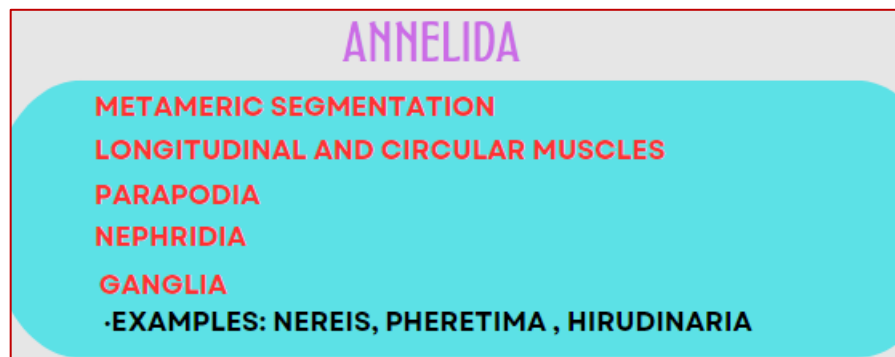 ANNELIDA
METAMERIC SEGMENTATION
LONGITUDINAL AND CIRCULAR MUSCLES
PARAPODIA
NEPHRIDIA
GANGLIA
·EXAMPLES: NEREIS, PHERETIMA , HIRUDINARIA